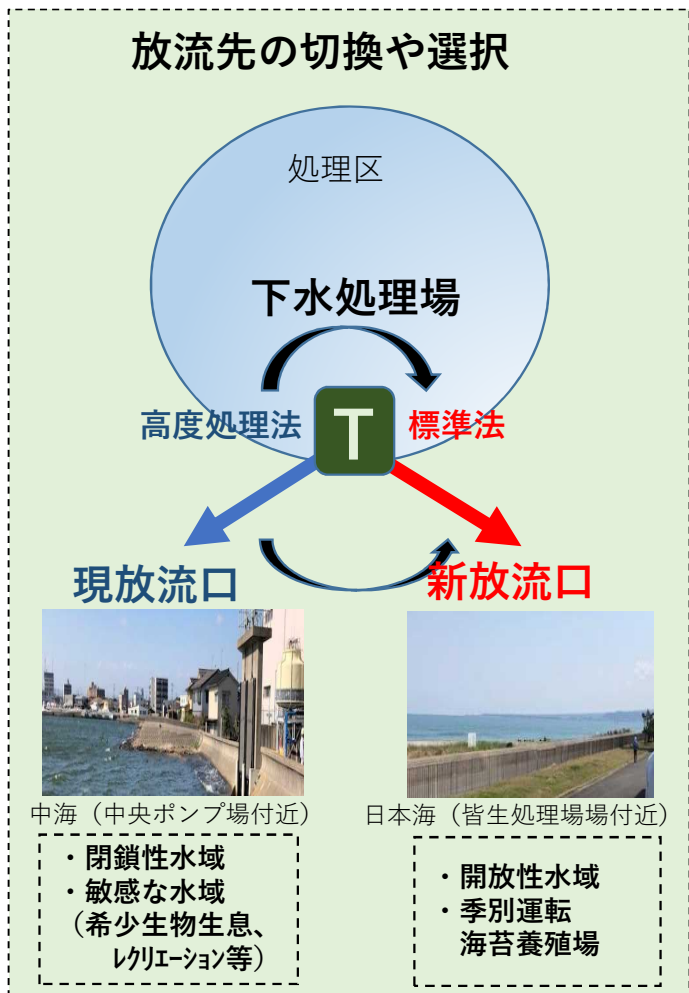 放流先の切換や選択
処理区
下水処理場
高度処理法
T
標準法
現放流口
新放流口
中海（中央ポンプ場付近）
日本海（皆生処理場場付近）
・閉鎖性水域
・敏感な水域
（希少生物生息、
ﾚｸﾘｴｰｼｮﾝ等）
・開放性水域
・季別運転
海苔養殖場